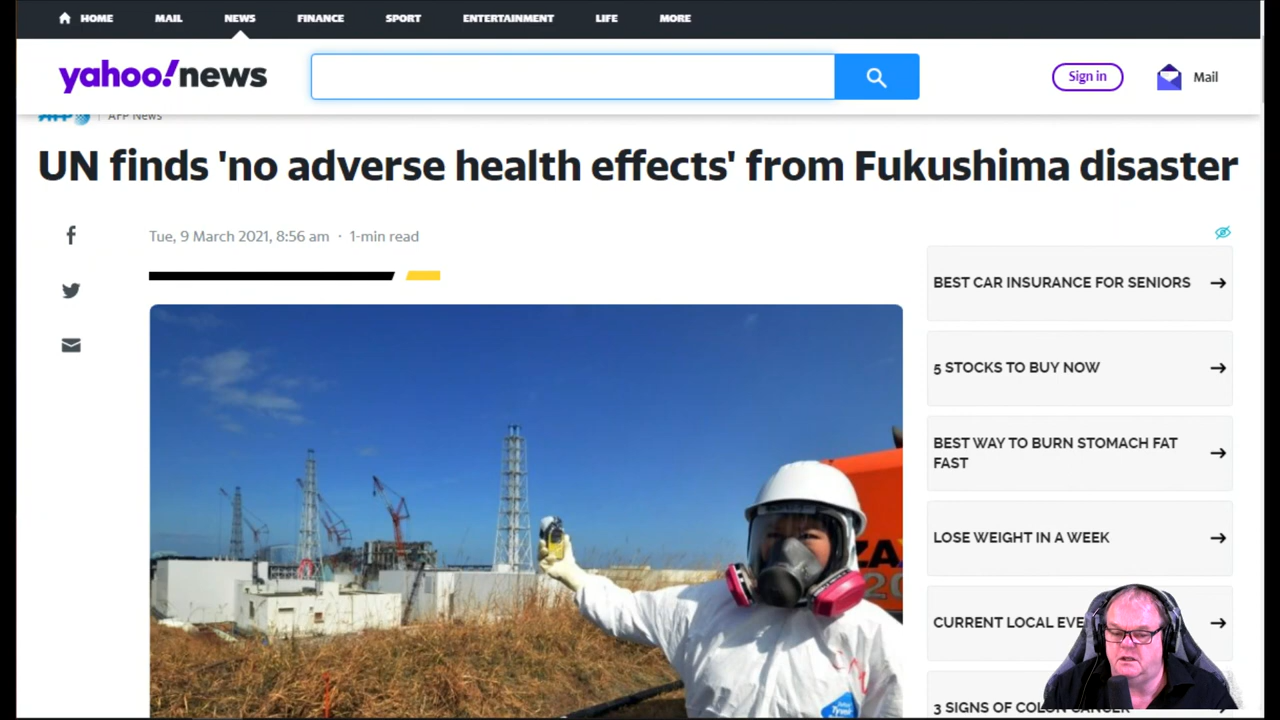 HOME MAIL NEWS FINANCE SPORT ENTERTAINMENT LIFE MORE
yahoo!news
Sign in
Mail
AFP AFP News
UN finds 'no adverse health effects' from Fukushima disaster
Tue, 9 March 2021, 8:56 am · 1-min read
BEST CAR INSURANCE FOR SENIORS
5 STOCKS TO BUY NOW
BEST WAY TO BURN STOMACH FAT
FAST
LOSE WEIGHT IN A WEEK
CURRENT LOCAL EVE
3 SIGNS OF COLON CANCER